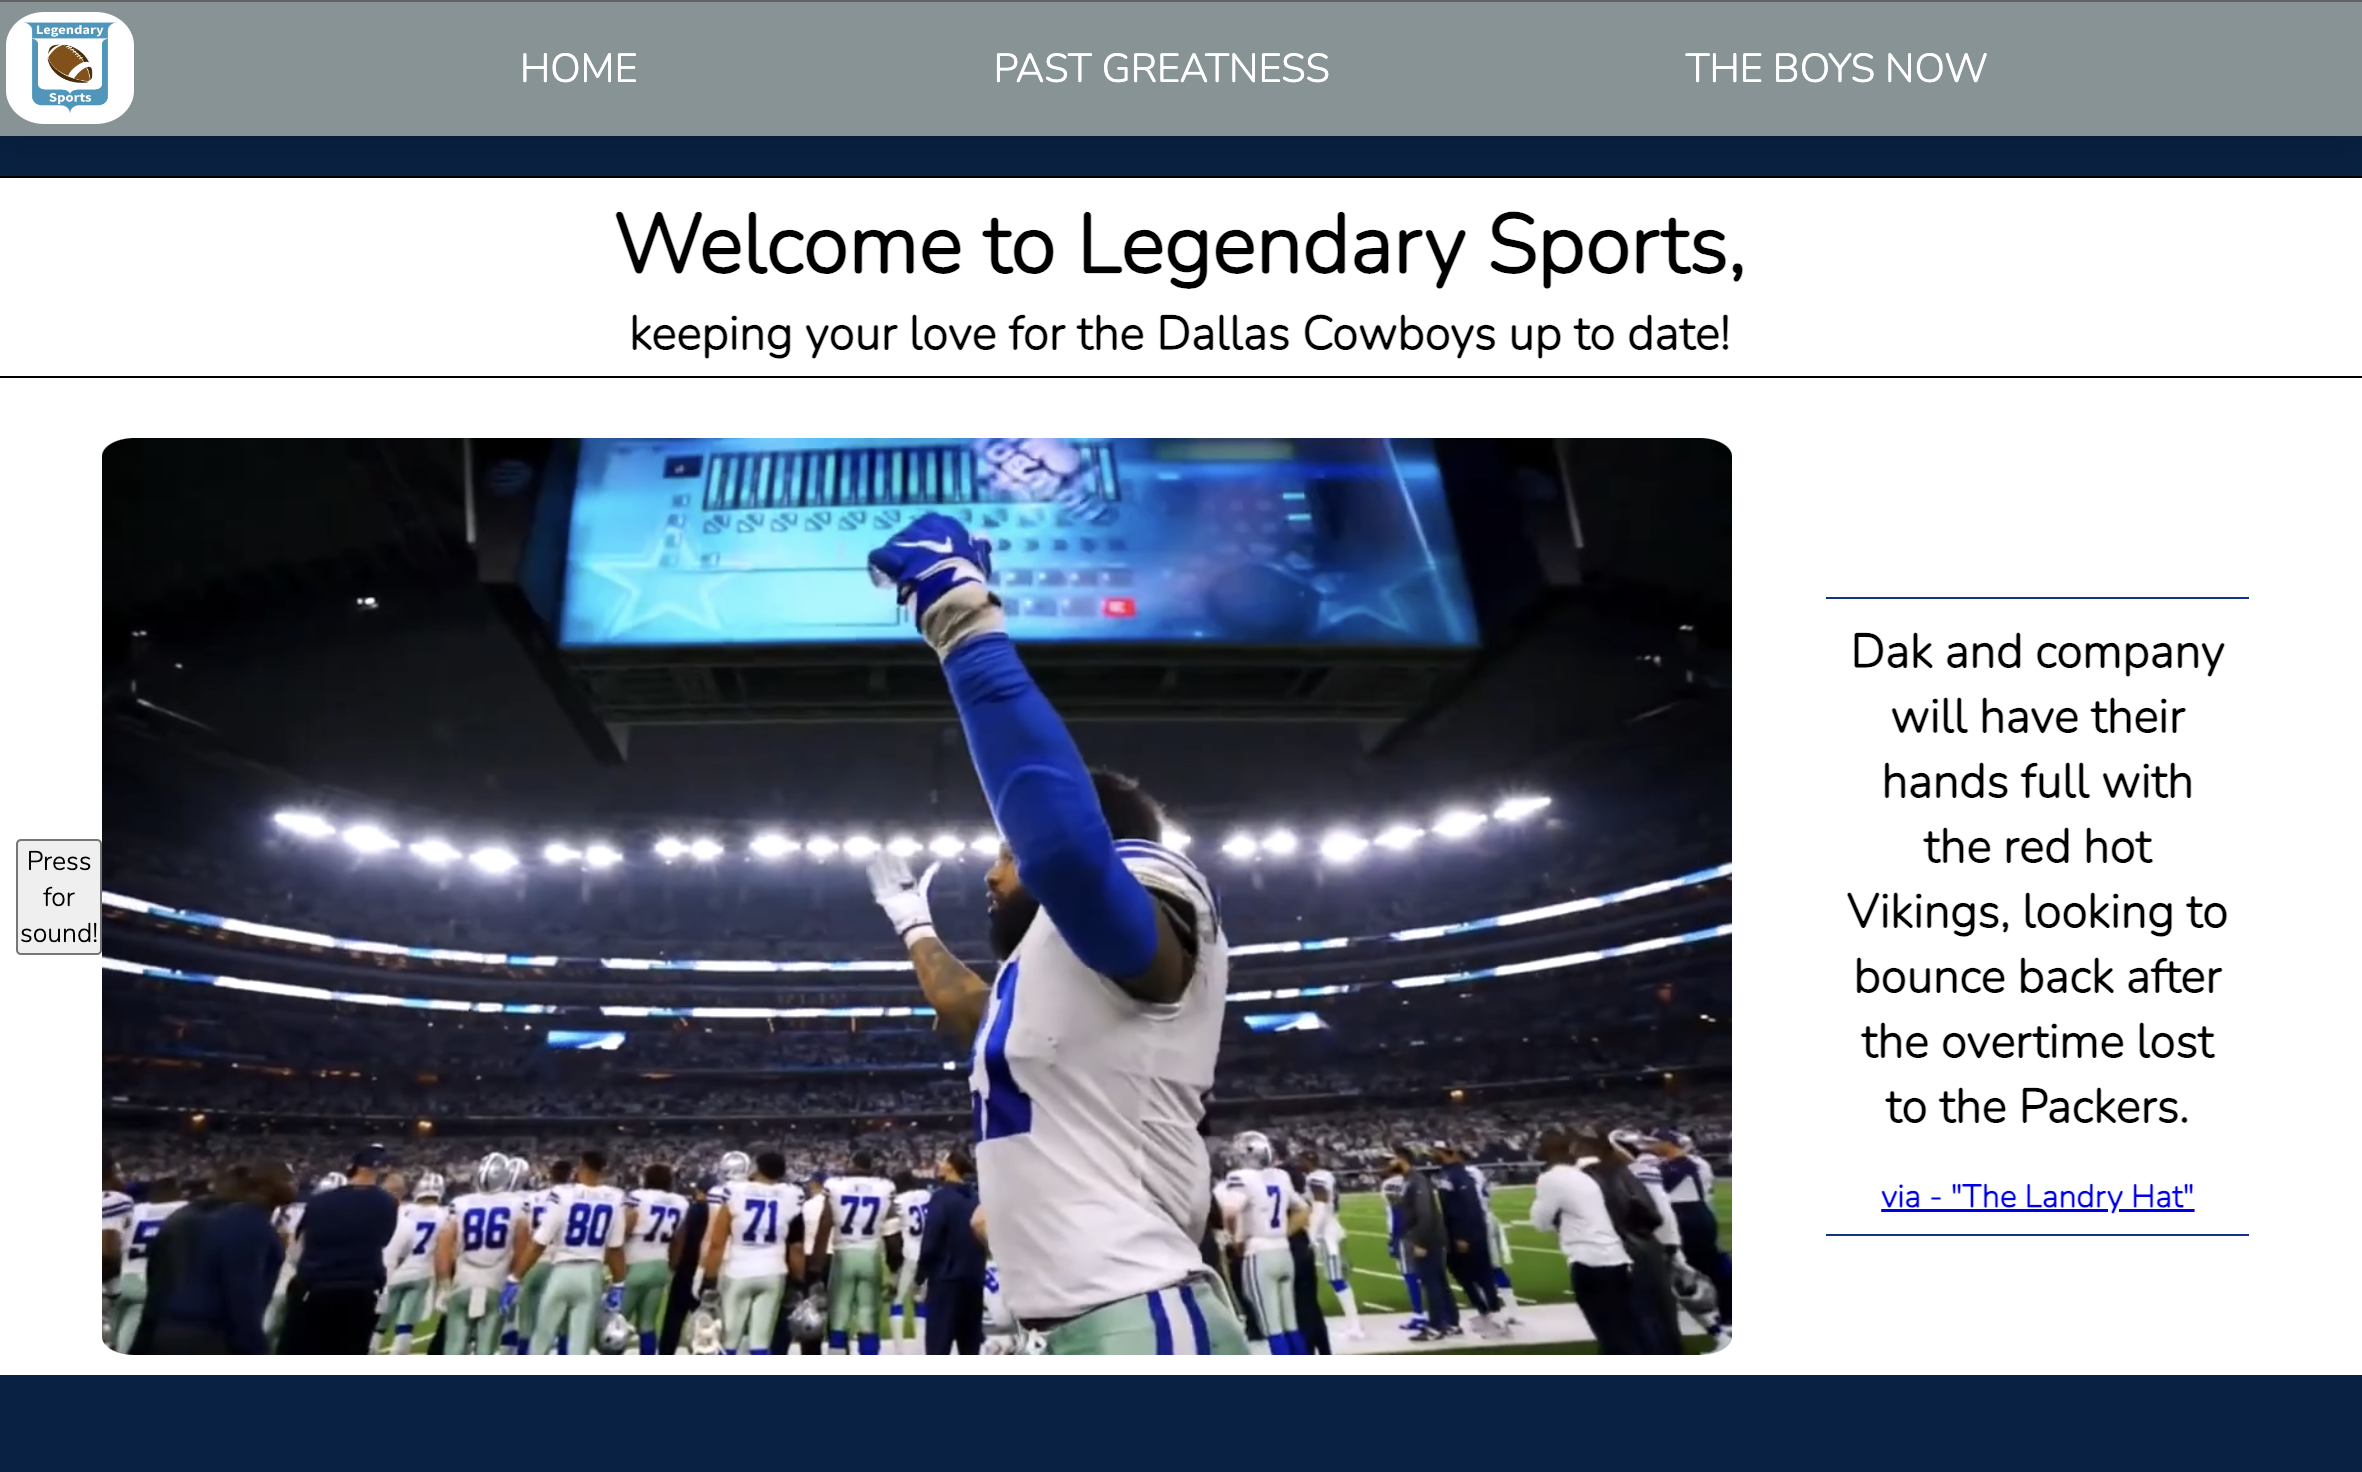 Legendary
Sports
HOME
PAST GREATNESS
THE BOYS NOW
Welcome to Legendary Sports,
keeping your love for the Dallas Cowboys up to date!
Press
for
sound!
Dak and company
will have their
hands full with
the red hot
Vikings, looking to
bounce back after
the overtime lost
to the Packers.
via - "The Landry Hat"
86
80
73
71
77
7